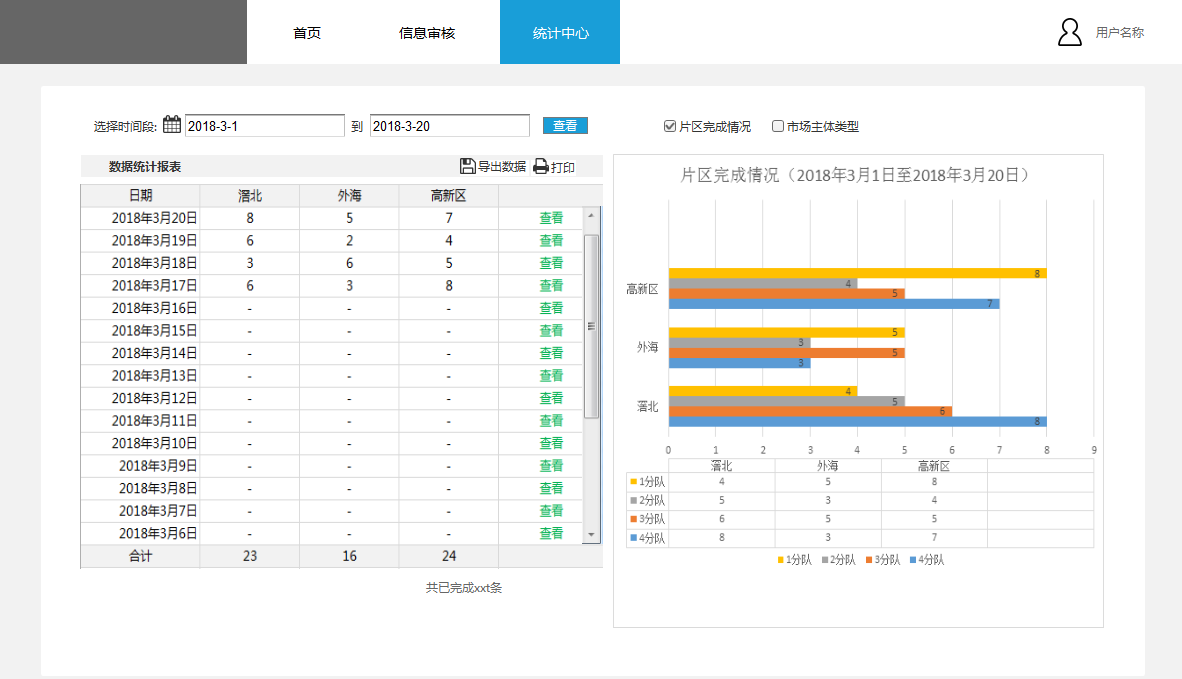 首页 信息审核 统计中心 用户名称
选择时间段: 2018-3-1 到 2018-3-20 查看 片区完成情况 市场主体类型
数据统计报表 导出数据 打印
日期 滘北 外海 高新区
2018年3月20日 8 5 7 查看
2018年3月19日 6 2 4 查看
2018年3月18日 3 6 5 查看
2018年3月17日 6 3 8 查看
2018年3月16日 - - - 查看
2018年3月15日 - - - 查看
2018年3月14日 - - - 查看
2018年3月13日 - - - 查看
2018年3月12日 - - - 查看
2018年3月11日 - - - 查看
2018年3月10日 - - - 查看
2018年3月9日 - - - 查看
2018年3月8日 - - - 查看
2018年3月7日 - - - 查看
2018年3月6日 - - - 查看
合计 23 16 24
共已完成xxt条
片区完成情况（2018年3月1日至2018年3月20日）
8
高新区 4
5
7
5
外海 3
5
3
4
滘北 5
6
8
0 1 2 3 4 5 6 7 8 9
滘北 外海 高新区
1分队 4 5 8
2分队 5 3 4
3分队 6 5 5
4分队 8 3 7
1分队 2分队 3分队 4分队